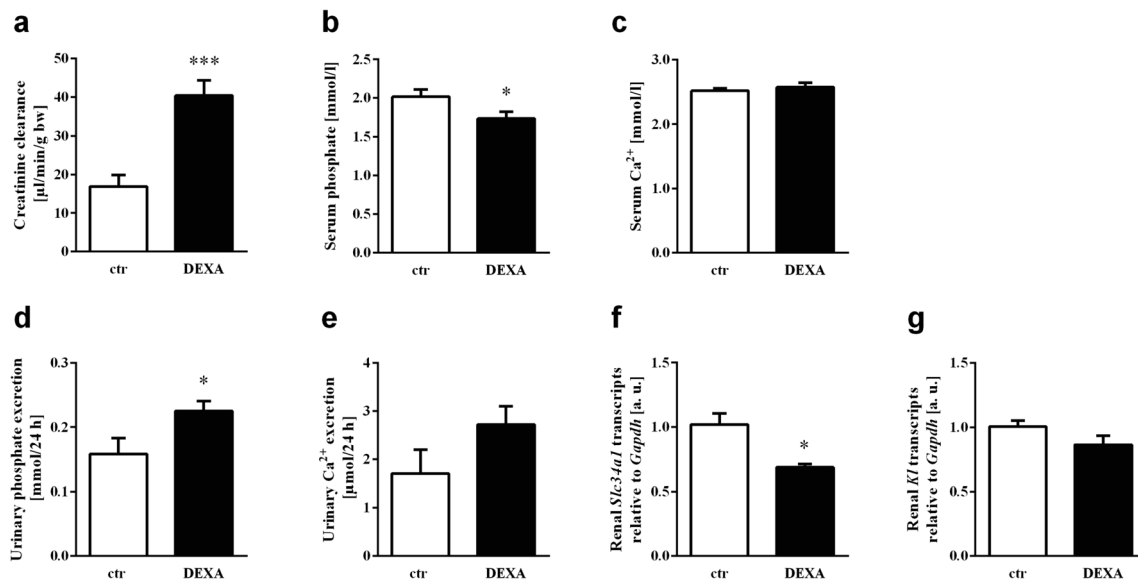 a
Creatinine clearance
[µl/min/g bw]
50
40
30
20
10
0
***
ctr
DEXA
b
Serum phosphate [mmol/l]
2.5
2.0
1.5
1.0
0.5
0.0
*
ctr
DEXA
c
Serum Ca²⁺ [mmol/l]
3.0
2.0
1.0
0.0
ctr
DEXA
d
Urinary phosphate excretion
[mmol/24 h]
0.3
0.2
0.1
0.0
*
ctr
DEXA
e
Urinary Ca²⁺ excretion
[µmol/24 h]
4
3
2
1
0
ctr
DEXA
f
Renal Slc34a1 transcripts
relative to Gapdh [a. u.]
1.5
1.0
0.5
0.0
*
ctr
DEXA
g
Renal Kl transcripts
relative to Gapdh [a. u.]
1.5
1.0
0.5
0.0
ctr
DEXA